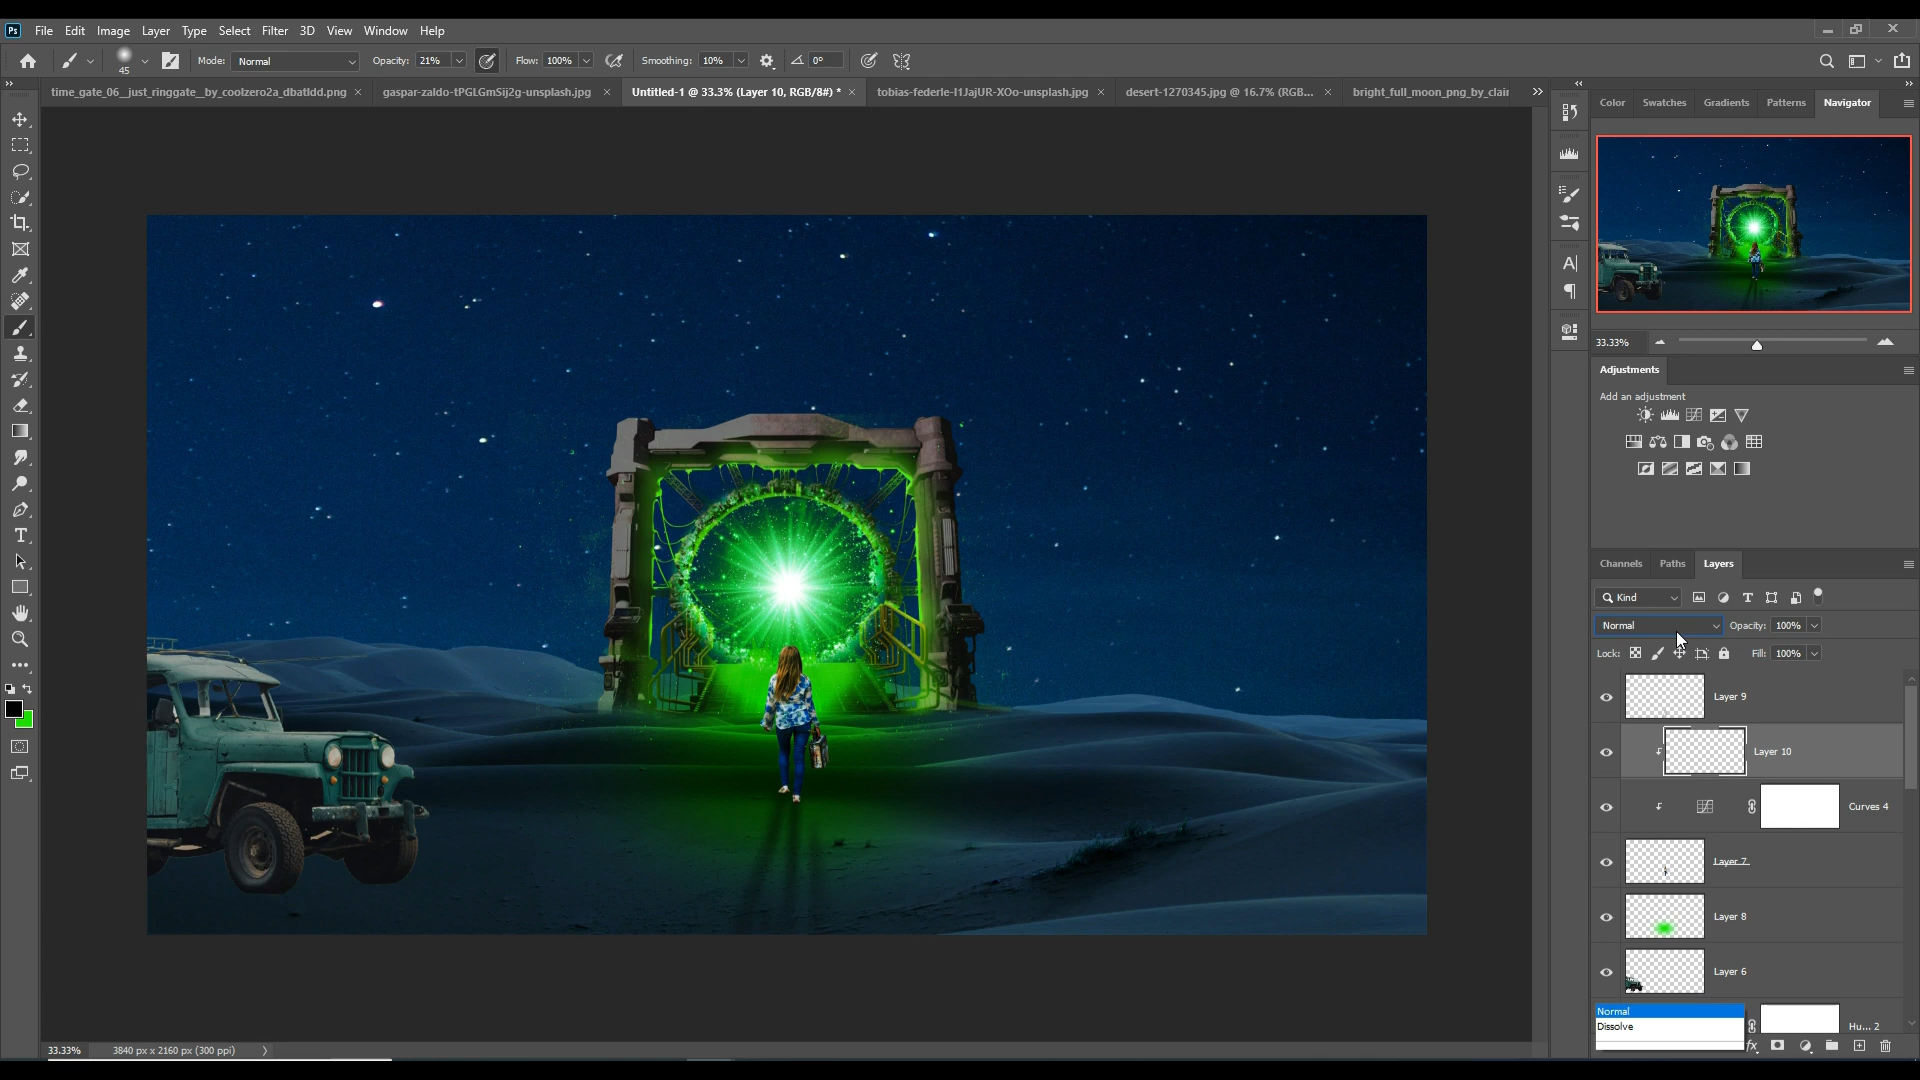 Ps File Edit Image Layer Type Select Filter 3D View Window Help
45 Mode: Normal Opacity: 21% Flow: 100% Smoothing: 10% 0°
time_gate_06__just_ringgate__by_coolzero2a_dbatldd.png × gaspar-zaldo-tPGLGmSij2g-unsplash.jpg × Untitled-1 @ 33.3% (Layer 10, RGB/8#) * × tobias-federle-I1JajUR-XOo-unsplash.jpg × desert-1270345.jpg @ 16.7% (RGB... × bright_full_moon_png_by_clair
Color Swatches Gradients Patterns Navigator
33.33%
Adjustments
Add an adjustment
Channels Paths Layers
Kind
Normal Opacity: 100%
Lock: Fill: 100%
Layer 9
Layer 10
Curves 4
Layer 7
Layer 8
Layer 6
Normal
Dissolve
Hu... 2
33.33% 3840 px x 2160 px (300 ppi)